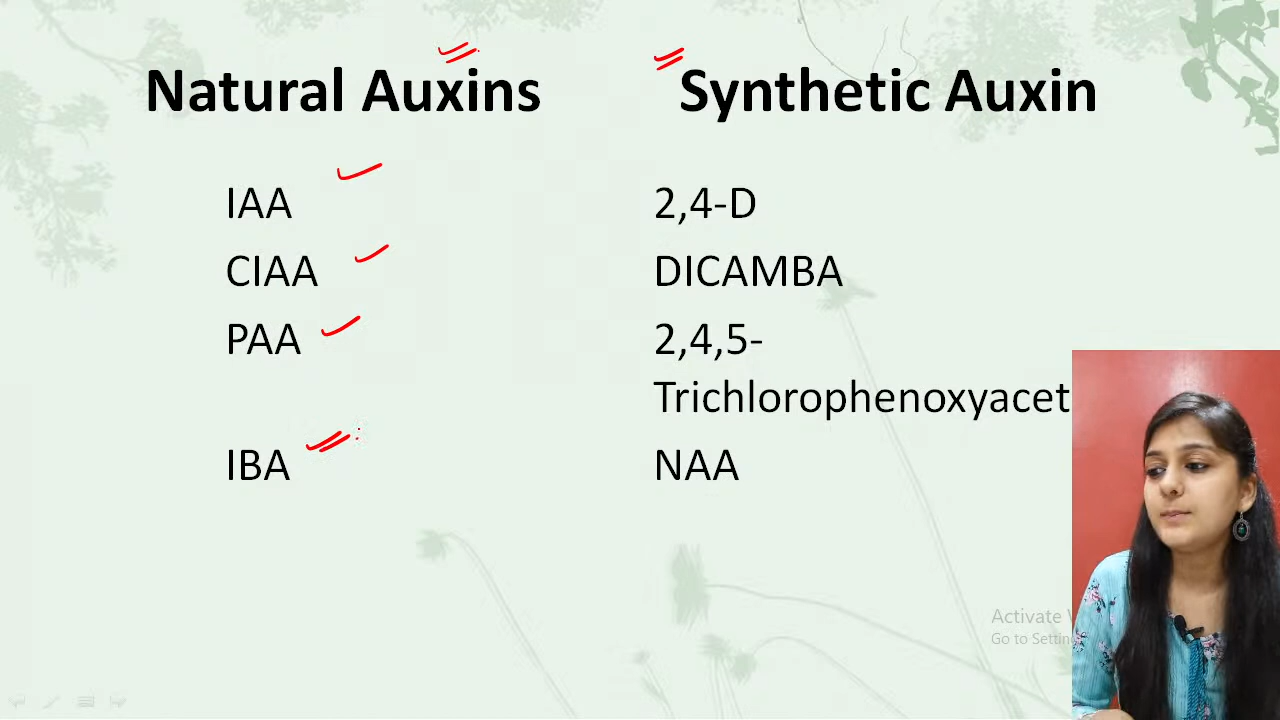 Natural Auxins
IAA
CIAA
PAA
IBA
Synthetic Auxin
2,4-D
DICAMBA
2,4,5-
Trichlorophenoxyacet
NAA
Activate
Go to Settin